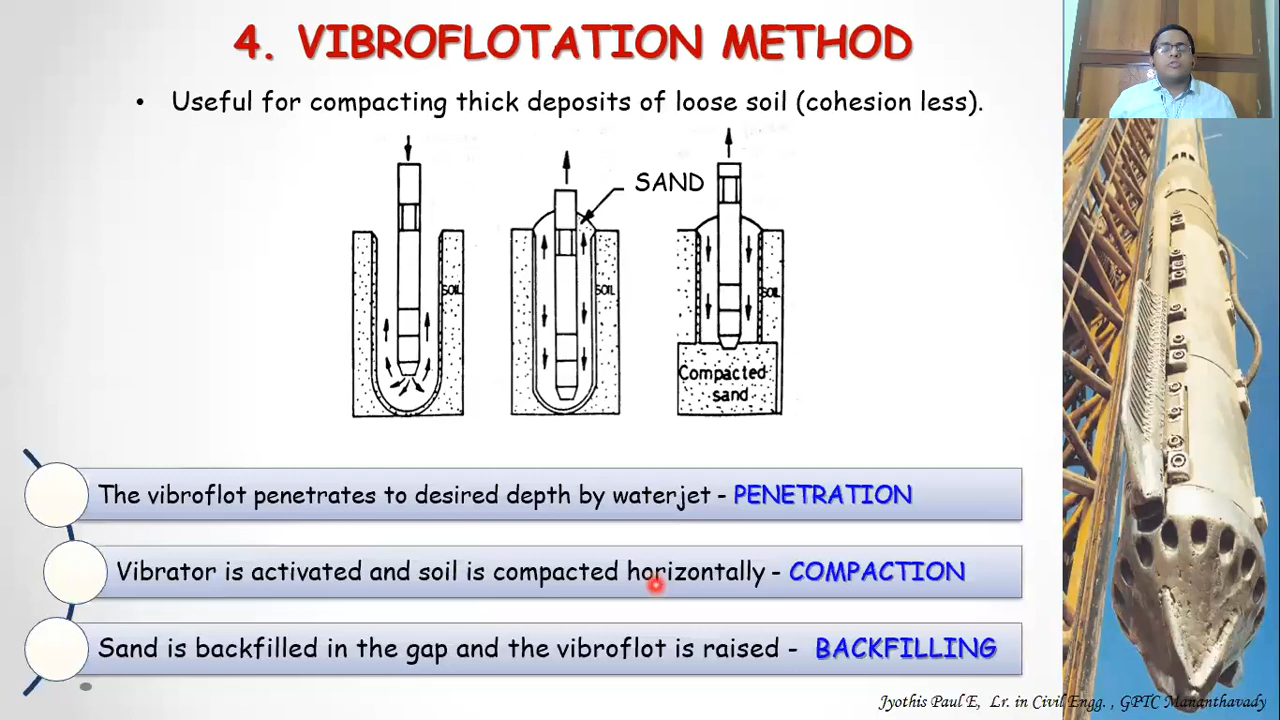 4. VIBROFLOTATION METHOD
• Useful for compacting thick deposits of loose soil (cohesion less).
SAND
SOIL
SOIL
SOIL
Compacted
sand
The vibroflot penetrates to desired depth by waterjet - PENETRATION
Vibrator is activated and soil is compacted horizontally - COMPACTION
Sand is backfilled in the gap and the vibroflot is raised - BACKFILLING
Jyothis Paul E, Lr. in Civil Engg. , GPTC Mananthavady